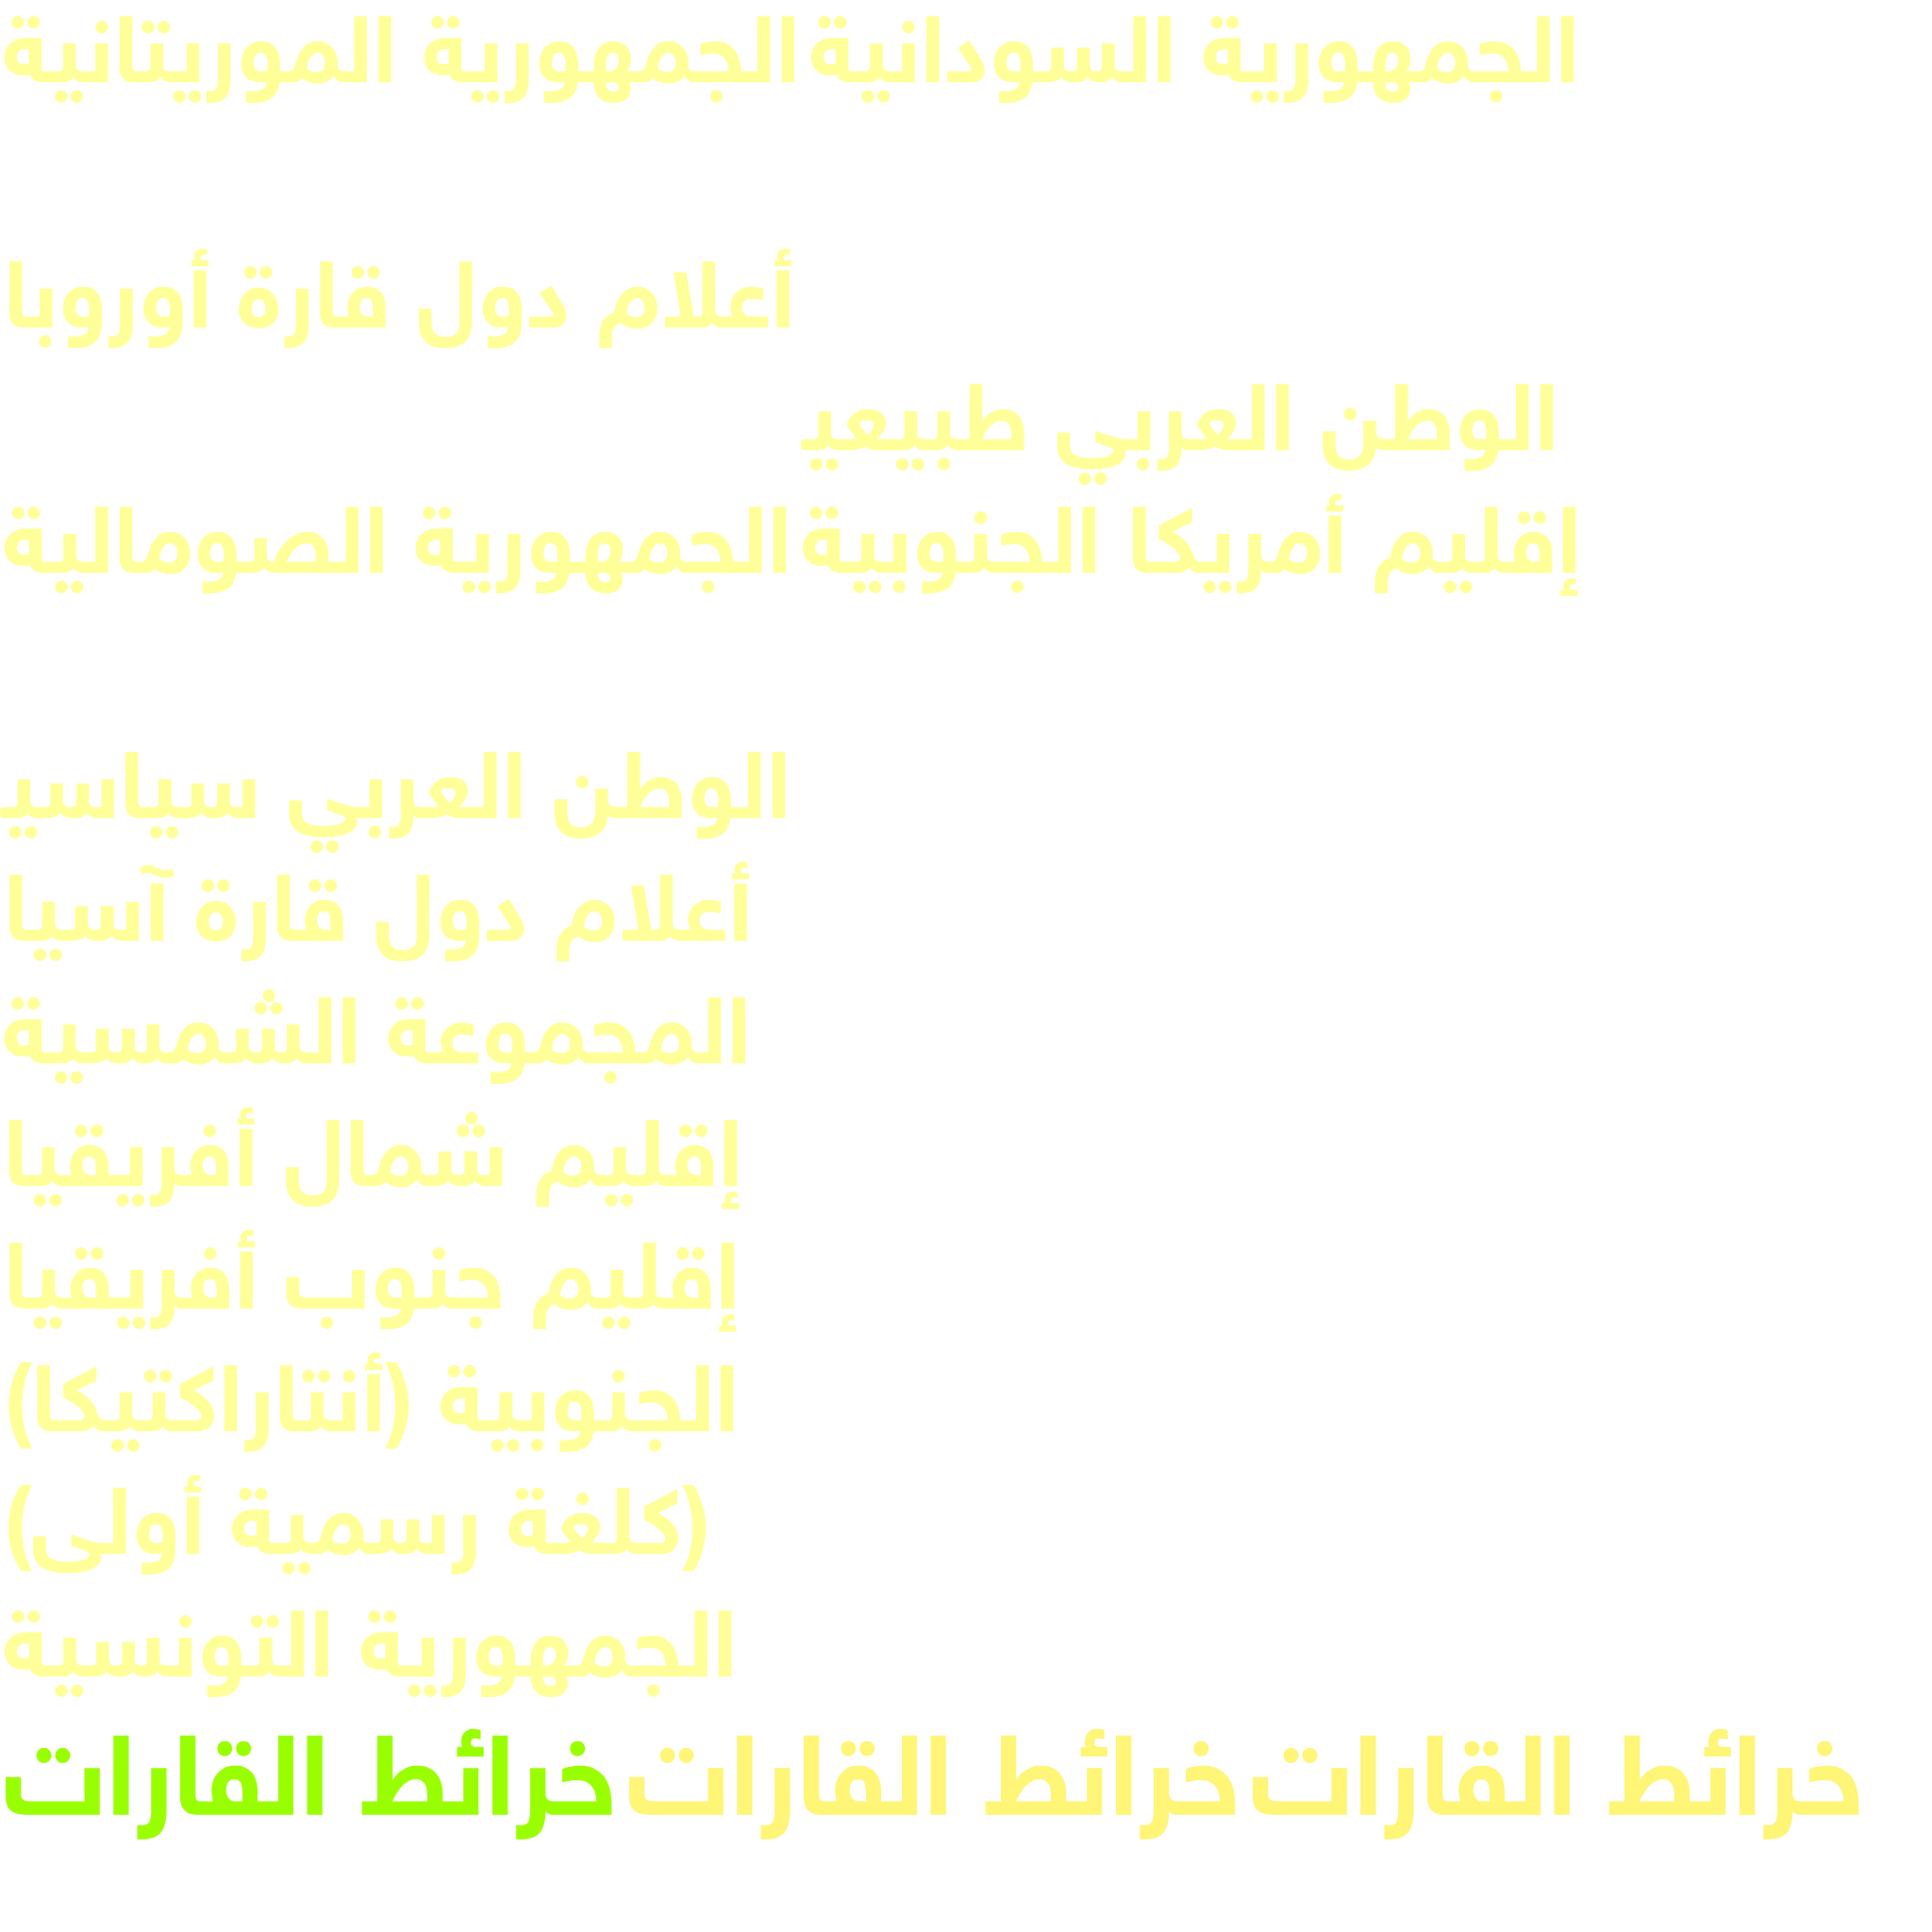 الجمهورية السودانية الجمهورية الموريتانية
أعلام دول قارة أوروبا
الوطن العربي طبيعيـ
إقليم أمريكا الجنوبية الجمهورية الصومالية
الوطن العربي سياسيـ
أعلام دول قارة آسيا
المجموعة الشمسية
إقليم شمال أفريقيا
إقليم جنوب أفريقيا
الجنوبية (أنتاراكتيكا)
(كلغة رسمية أولى)
الجمهورية التونسية
خرائط القارات خرائط القارات خرائط القارات